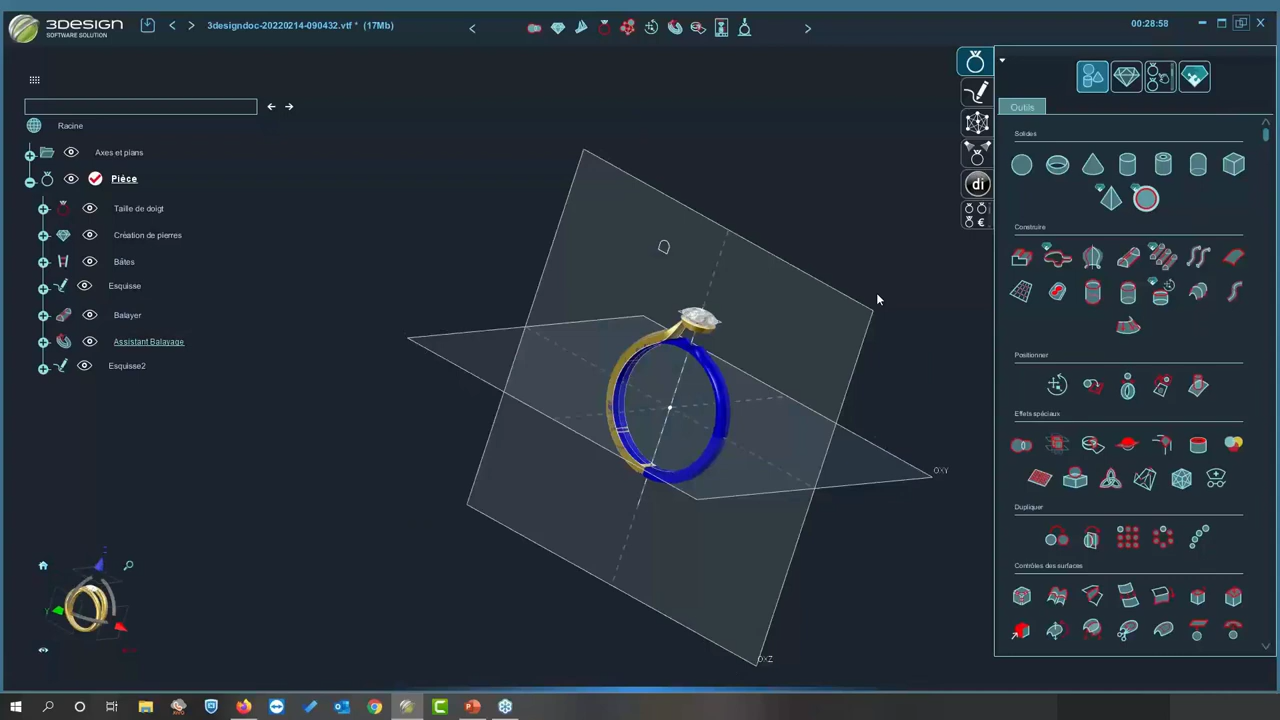 3DESIGN
SOFTWARE SOLUTION
3designdoc-20220214-090432.vtf * (17Mb)
00:28:58
Racine
Axes et plans
Piéce
Taille de doigt
Création de pierres
Bâtes
Esquisse
Balayer
Assistant Balayage
Esquisse2
OXY
OXZ
di
Outils
Solides
Construire
Positionner
Effets spéciaux
Dupliquer
Contrôles des surfaces